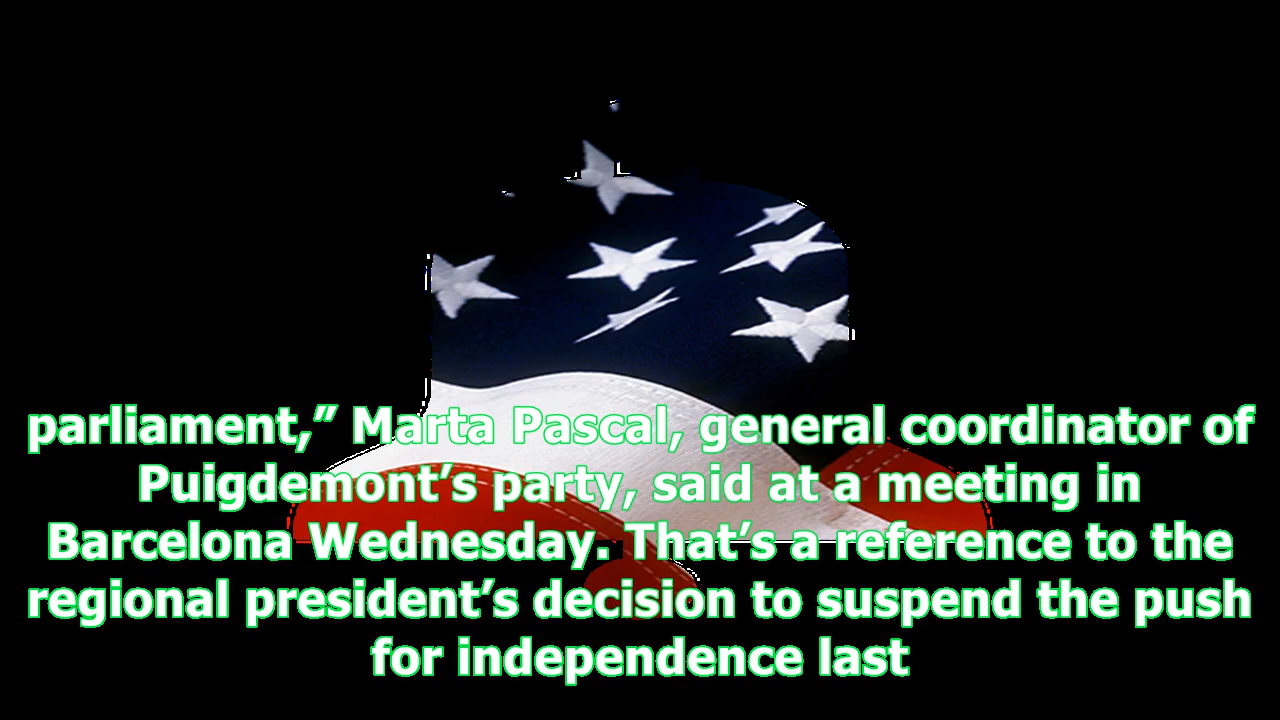 parliament,” Marta Pascal, general coordinator of
Puigdemont’s party, said at a meeting in
Barcelona Wednesday. That’s a reference to the
regional president’s decision to suspend the push
for independence last